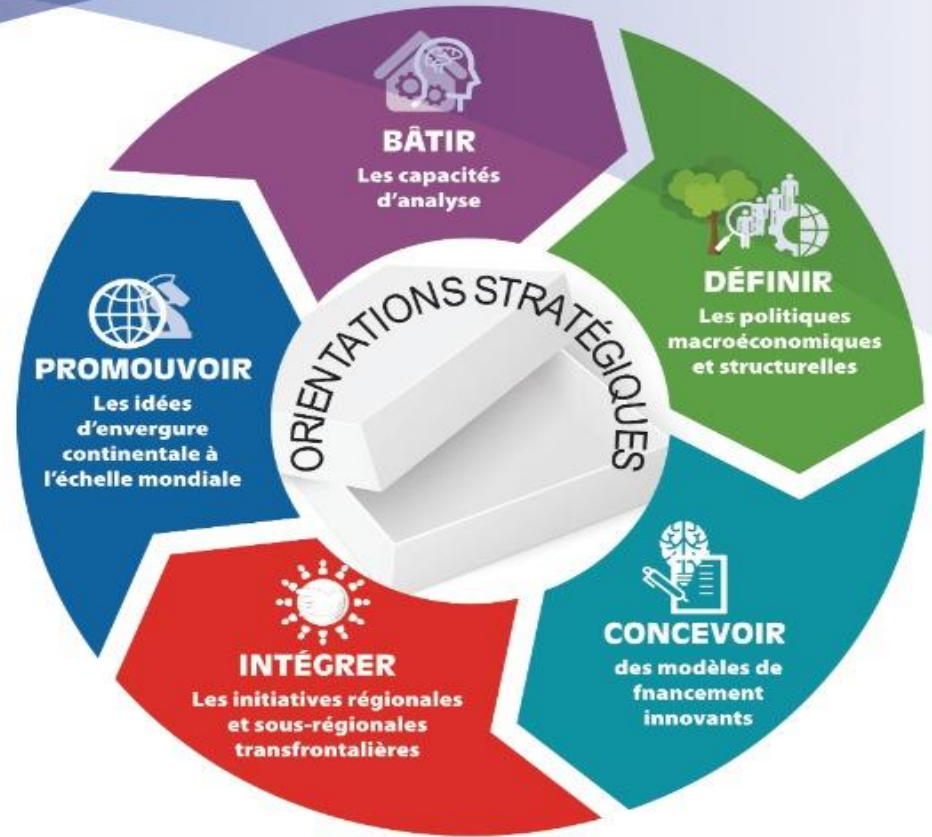 BÂTIR
Les capacités
d'analyse
DÉFINIR
Les politiques
macroéconomiques
et structurelles
CONCEVOIR
des modèles de
fnancement
innovants
INTÉGRER
Les initiatives régionales
et sous-régionales
transfrontalières
PROMOUVOIR
Les idées
d'envergure
continentale à
l'échelle mondiale
ORIENTATIONS STRATÉGIQUES